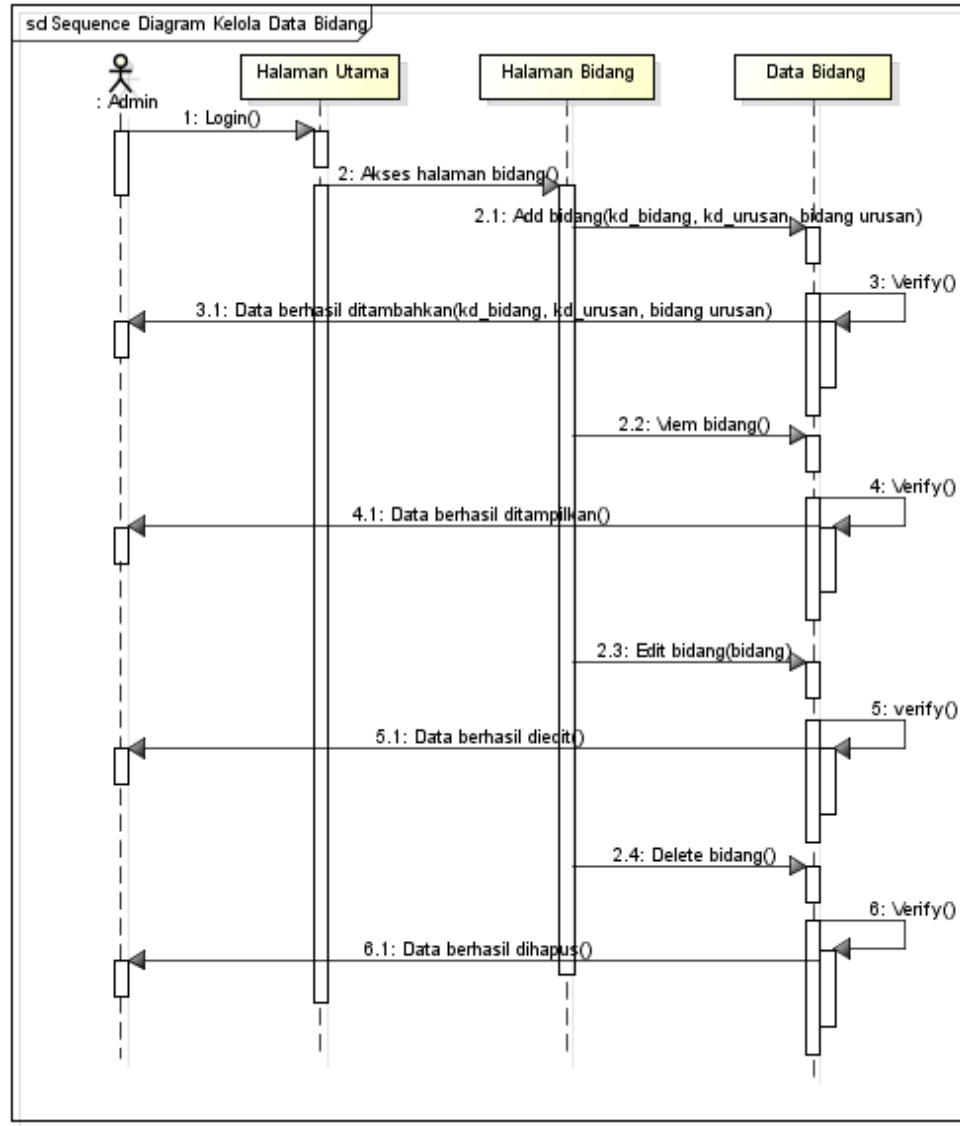 sd Sequence Diagram Kelola Data Bidang
: Admin
Halaman Utama
Halaman Bidang
Data Bidang
1: Login()
2: Akses halaman bidang()
2.1: Add bidang(kd_bidang, kd_urusan, bidang urusan)
3: Verify()
3.1: Data berhasil ditambahkan(kd_bidang, kd_urusan, bidang urusan)
2.2: Viem bidang()
4: Verify()
4.1: Data berhasil ditampilkan()
2.3: Edit bidang(bidang)
5: verify()
5.1: Data berhasil diedit()
2.4: Delete bidang()
6: Verify()
6.1: Data berhasil dihapus()